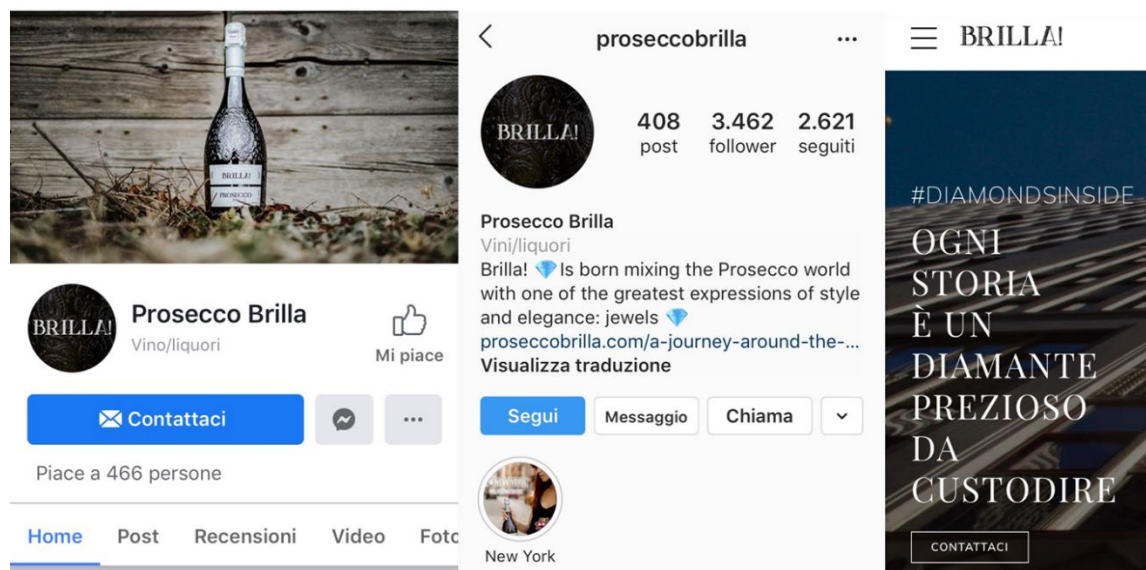 BRILLA!
PROSECCO
BRILLA!
Prosecco Brilla
Vino/liquori
Mi piace
Contattaci
Piace a 466 persone
Home Post Recensioni Video Foto
proseccobrilla
BRILLA!
408 3.462 2.621
post follower seguiti
Prosecco Brilla
Vini/liquori
Brilla! 💎Is born mixing the Prosecco world
with one of the greatest expressions of style
and elegance: jewels 💎
proseccobrilla.com/a-journey-around-the-...
Visualizza traduzione
Segui Messaggio Chiama
New York
BRILLA!
#DIAMONDSINSIDE
OGNI
STORIA
È UN
DIAMANTE
PREZIOSO
DA
CUSTODIRE
CONTATTACI